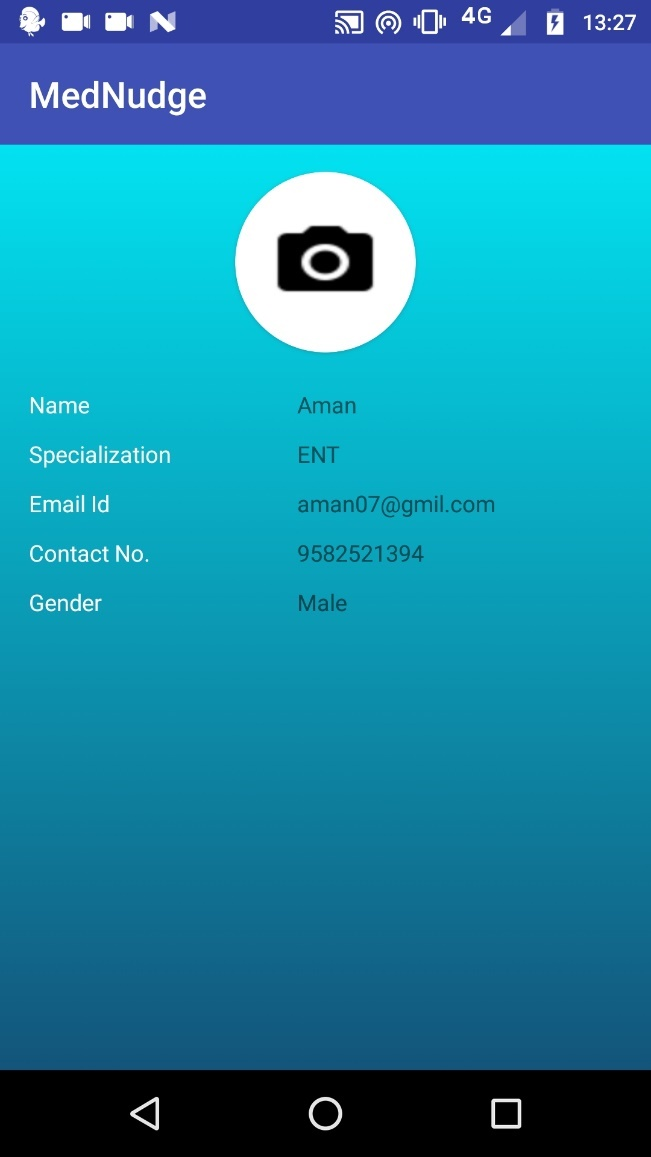 4G 13:27
MedNudge
Name Aman
Specialization ENT
Email Id aman07@gmil.com
Contact No. 9582521394
Gender Male